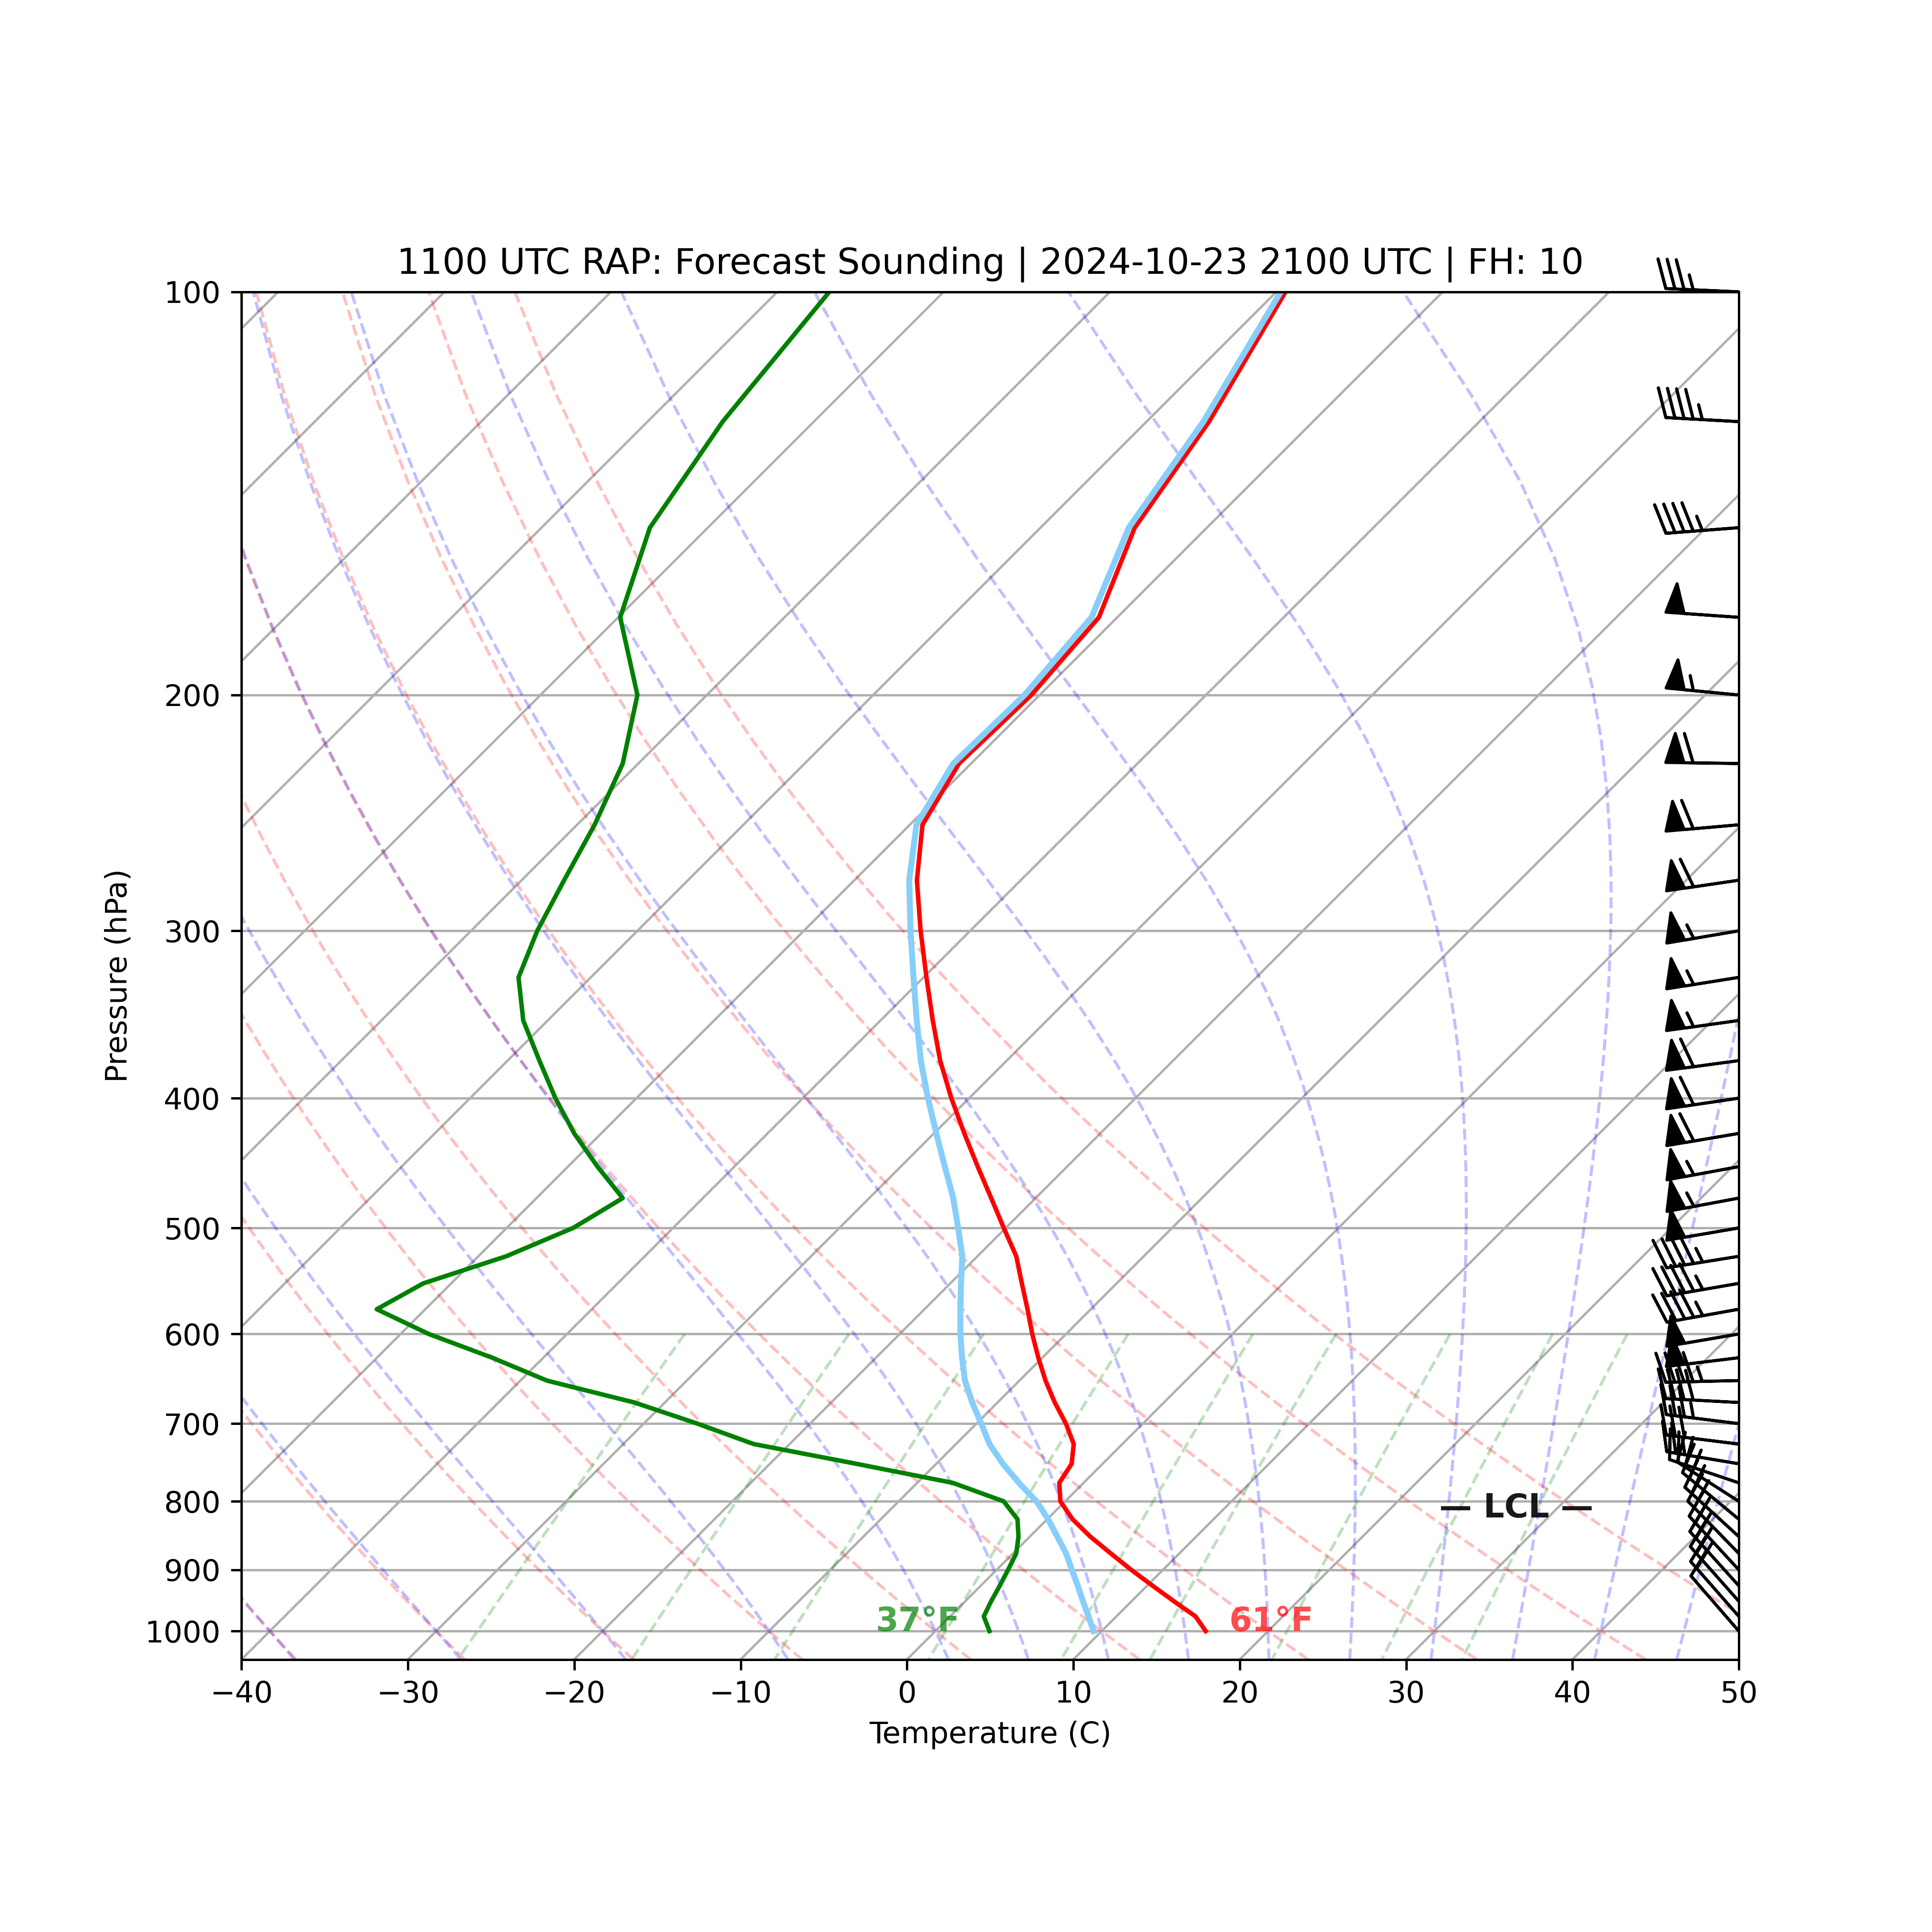 1100 UTC RAP: Forecast Sounding | 2024-10-23 2100 UTC | FH: 10
100
200
300
400
500
600
700
800
900
1000
Pressure (hPa)
— LCL —
37°F
61°F
−40 −30 −20 −10 0 10 20 30 40 50
Temperature (C)